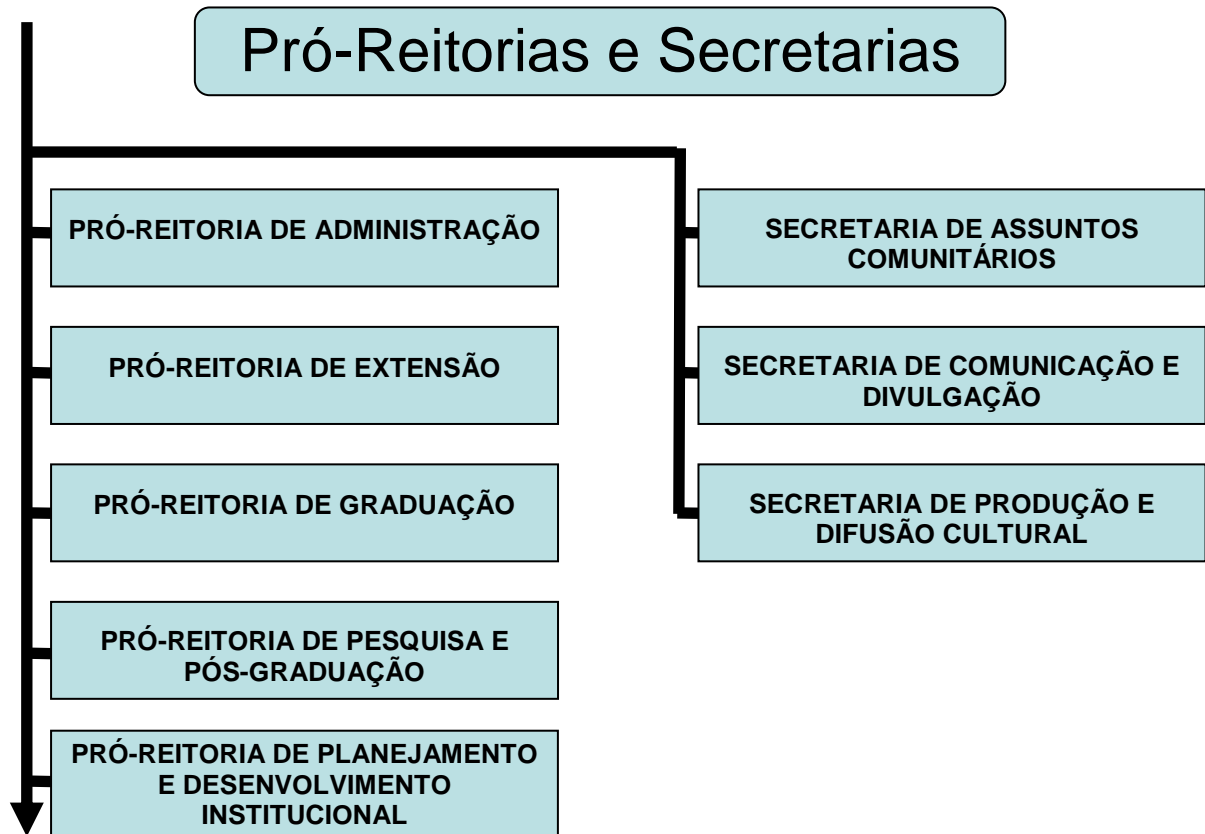 Pró-Reitorias e Secretarias
PRÓ-REITORIA DE ADMINISTRAÇÃO
PRÓ-REITORIA DE EXTENSÃO
PRÓ-REITORIA DE GRADUAÇÃO
PRÓ-REITORIA DE PESQUISA E
PÓS-GRADUAÇÃO
PRÓ-REITORIA DE PLANEJAMENTO
E DESENVOLVIMENTO
INSTITUCIONAL
SECRETARIA DE ASSUNTOS
COMUNITÁRIOS
SECRETARIA DE COMUNICAÇÃO E
DIVULGAÇÃO
SECRETARIA DE PRODUÇÃO E
DIFUSÃO CULTURAL